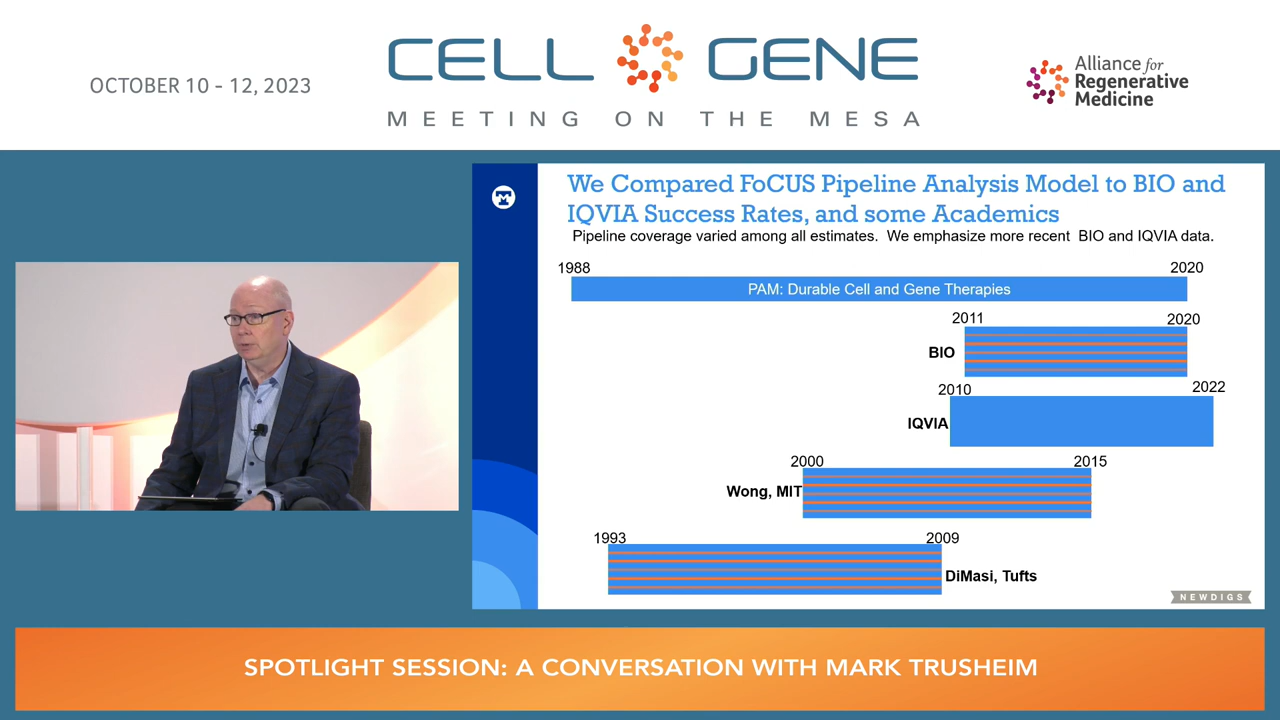 OCTOBER 10 - 12, 2023
CELL GENE
MEETING ON THE MESA
Alliance for
Regenerative
Medicine
We Compared FoCUS Pipeline Analysis Model to BIO and
IQVIA Success Rates, and some Academics
Pipeline coverage varied among all estimates. We emphasize more recent BIO and IQVIA data.
1988
2020
PAM: Durable Cell and Gene Therapies
2011
2020
BIO
2010
2022
IQVIA
2000
2015
Wong, MIT
1993
2009
DiMasi, Tufts
NEWDIGS
SPOTLIGHT SESSION: A CONVERSATION WITH MARK TRUSHEIM